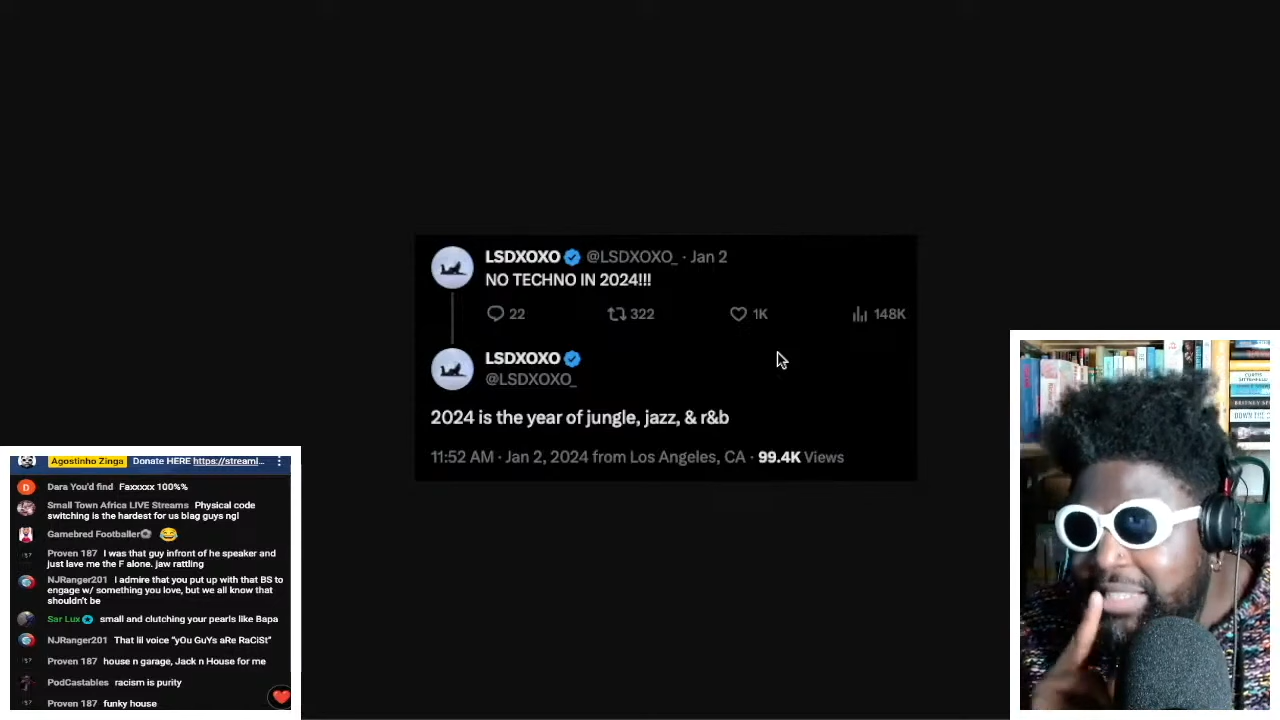 LSDXOXO @LSDXOXO_ · Jan 2
NO TECHNO IN 2024!!!
22 322 1K 148K
LSDXOXO
@LSDXOXO_
2024 is the year of jungle, jazz, & r&b
11:52 AM · Jan 2, 2024 from Los Angeles, CA · 99.4K Views
Agostinho Zinga Donate HERE https://streaml...
D Dara You'd find Faxxxxx 100%%
Small Town Africa LIVE Streams Physical code
switching is the hardest for us blag guys ngl
Gamebred Footballer
Proven 187 I was that guy infront of he speaker and
just lave me the F alone. jaw rattling
NJRanger201 I admire that you put up with that BS to
engage w/ something you love, but we all know that
shouldn't be
Sar Lux small and clutching your pearls like Bapa
NJRanger201 That lil voice "yOu GuYS aRe RaCiSt"
Proven 187 house n garage, Jack n House for me
PodCastables racism is purity
Proven 187 funky house
CURTIS
SITTENFELD
BRITNEY
DOWN THE